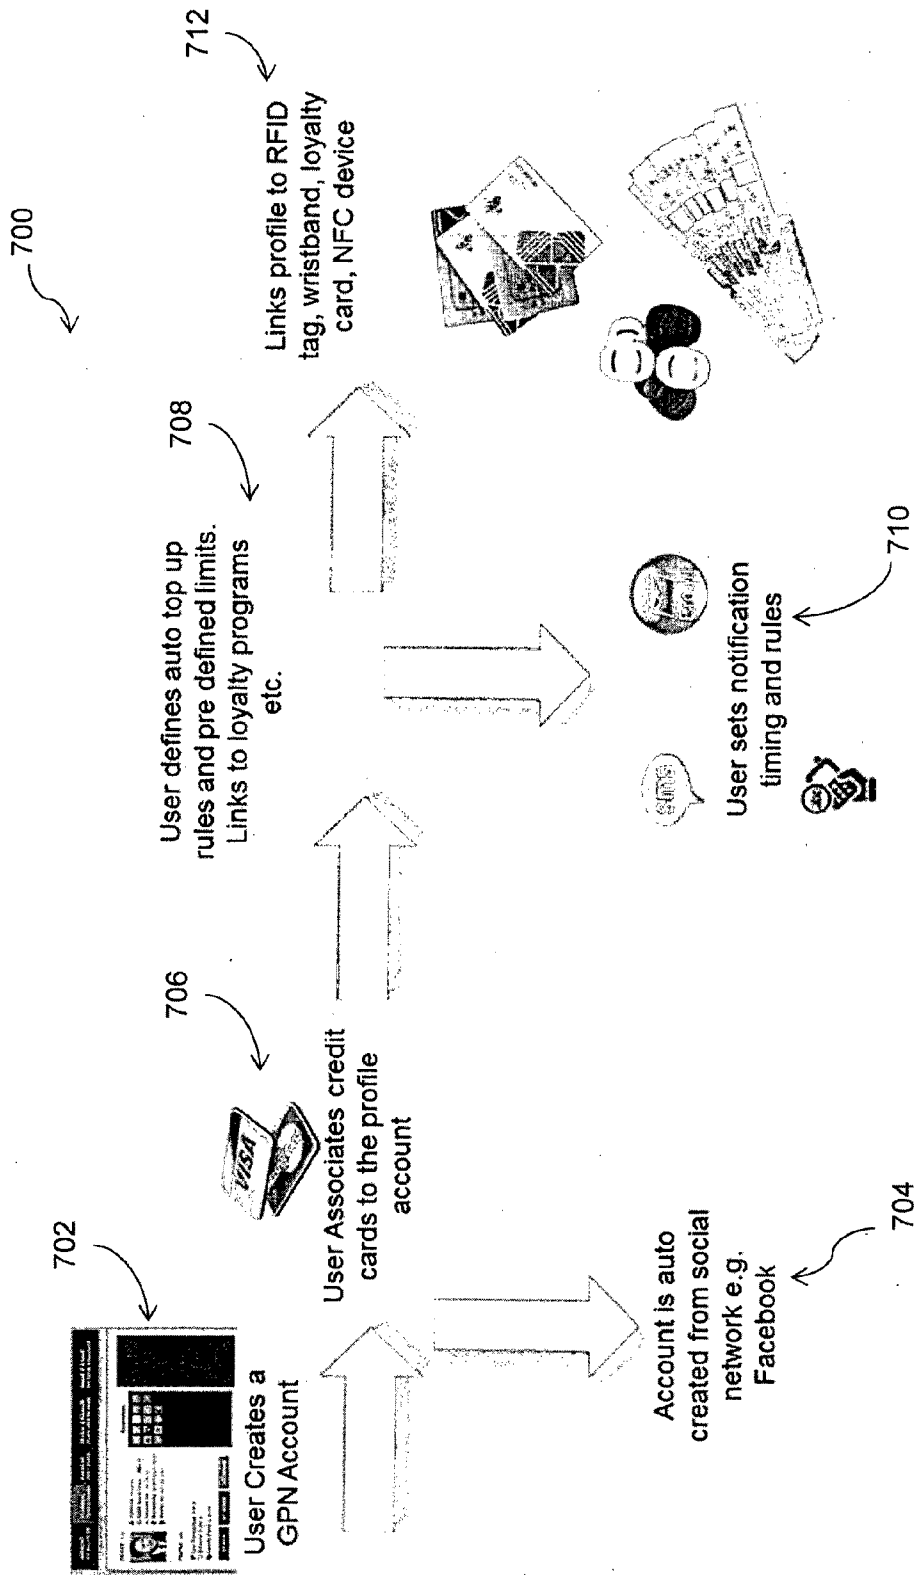 700
702
User Creates a
GPN Account
Account is auto
created from social
network e.g.
Facebook
704
706
VISA
User Associates credit
cards to the profile
account
708
User defines auto top up
rules and pre defined limits.
Links to loyalty programs
etc.
sms
User sets notification
timing and rules
710
712
Links profile to RFID
tag, wristband, loyalty
card, NFC device